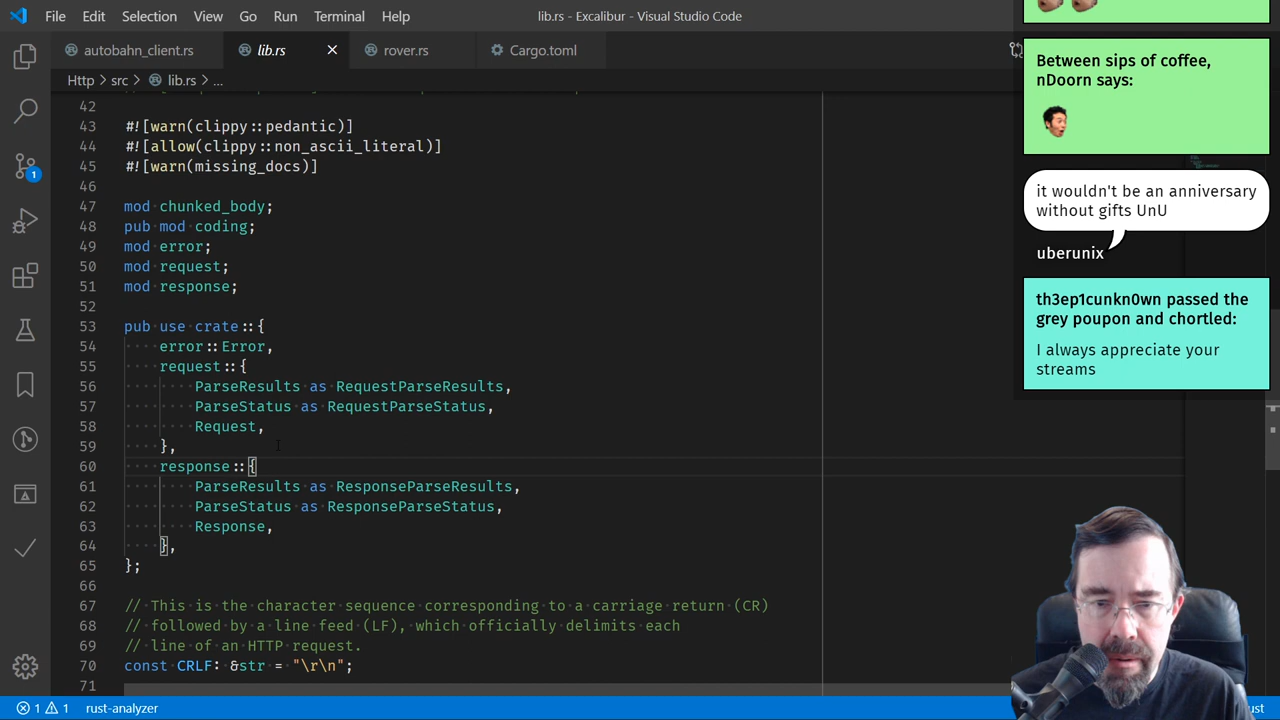 File Edit Selection View Go Run Terminal Help
lib.rs - Excalibur - Visual Studio Code
autobahn_client.rs
lib.rs
rover.rs
Cargo.toml
Http > src > lib.rs > ...
42
43 #![warn(clippy::pedantic)]
44 #![allow(clippy::non_ascii_literal)]
45 #![warn(missing_docs)]
46
47 mod chunked_body;
48 pub mod coding;
49 mod error;
50 mod request;
51 mod response;
52
53 pub use crate::{
54 error::Error,
55 request::{
56 ParseResults as RequestParseResults,
57 ParseStatus as RequestParseStatus,
58 Request,
59 },
60 response::{
61 ParseResults as ResponseParseResults,
62 ParseStatus as ResponseParseStatus,
63 Response,
64 },
65 };
66
67 // This is the character sequence corresponding to a carriage return (CR)
68 // followed by a line feed (LF), which officially delimits each
69 // line of an HTTP request.
70 const CRLF: &str = "\r\n";
71
1
1 1 rust-analyzer
Between sips of coffee,
nDoorn says:
it wouldn't be an anniversary
without gifts UnU
uberunix
th3ep1cunkn0wn passed the
grey poupon and chortled:
I always appreciate your
streams